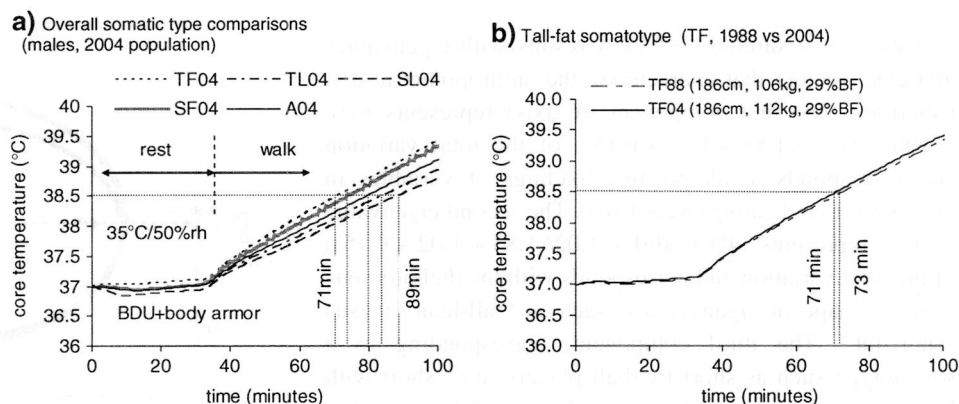 a) Overall somatic type comparisons
(males, 2004 population)
TF04 TL04 SL04
SF04 A04
core temperature (°C)
40
39.5
39
38.5
38
37.5
37
36.5
36
rest walk
35°C/50%rh
BDU+body armor
71min
89min
0 20 40 60 80 100
time (minutes)
b) Tall-fat somatotype (TF, 1988 vs 2004)
TF88 (186cm, 106kg, 29%BF)
TF04 (186cm, 112kg, 29%BF)
core temperature (°C)
40.0
39.5
39.0
38.5
38.0
37.5
37.0
36.5
36.0
71 min
73 min
0 20 40 60 80 100
time (minutes)